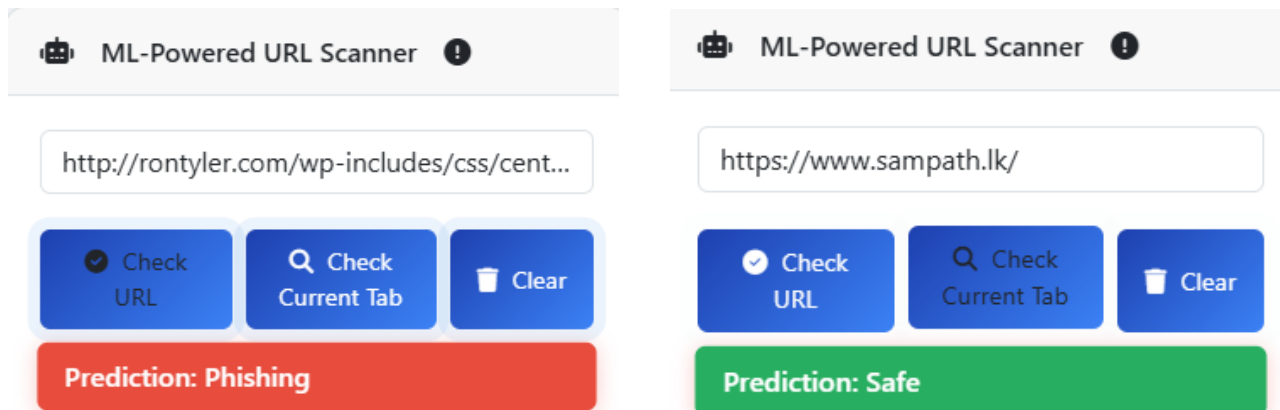 ML-Powered URL Scanner
http://rontyler.com/wp-includes/css/cent...
Check
URL
Check
Current Tab
Clear
Prediction: Phishing
ML-Powered URL Scanner
https://www.sampath.lk/
Check
URL
Check
Current Tab
Clear
Prediction: Safe